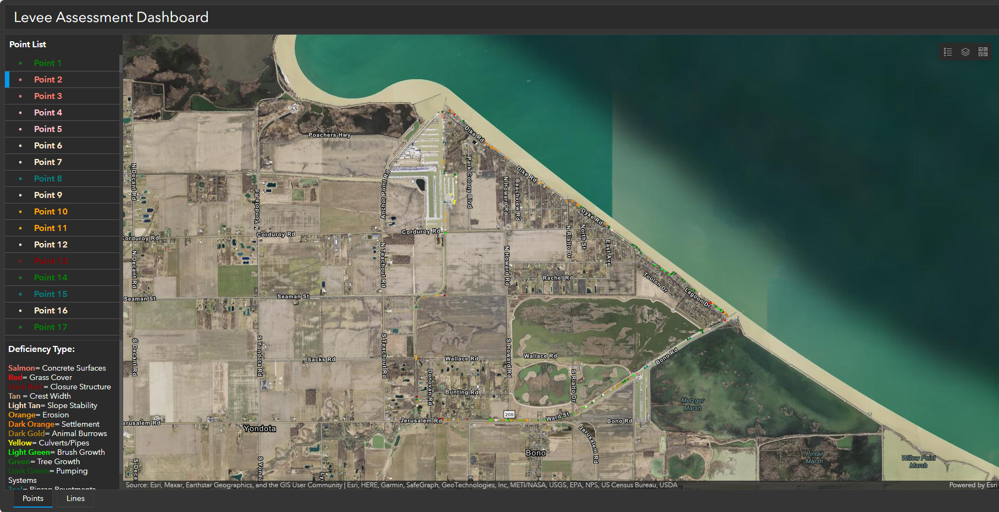 Levee Assessment Dashboard
Point List
Point 1
Point 2
Point 3
Point 4
Point 5
Point 6
Point 7
Point 8
Point 9
Point 10
Point 11
Point 12
Point 13
Point 14
Point 15
Point 16
Point 17
Deficiency Type:
Salmon= Concrete Surfaces
Red= Grass Cover
Dark Red = Closure Structure
Tan = Crest Width
Light Tan= Slope Stability
Orange= Erosion
Dark Orange= Settlement
Dark Gold= Animal Burrows
Yellow= Culverts/Pipes
Light Green= Brush Growth
Green= Tree Growth
Dark Green= Pumping
Systems
Teal= Riprap Revetments
Points
Lines
Poachers Hwy
Dike Rd
Dike Rd
Dyke Rd
N Decant Rd
N Yondota Rd
Anchor Point Rd
Park Colony Blvd
N Howard Rd
Beachview Rd
Corduroy Rd
Corduroy Rd
Corduroy Rd
N Rialto Dr
North St
East Ave
N Decant Rd
N Teachout Rd
N Howard Rd
Rachel Rd
Toulon Dr
Lagoon Dr
Seaman St
Seaman St
S Decant Rd
S Yondota Rd
S Teachout Rd
S Howard Rd
Sacks Rd
Wallace Rd
Wallace Rd
Bono Rd
Donovan Rd
S Rialto Dr
Bunting Rd
Metzger
Marsh
209
Ward St
erusalem Rd
Yondota
Jerusalem Rd
Bono Rd
Jerusalem Rd
Bono
Pintail
Marsh
Willow Point
Marsh
S Deca
S Yondo
Ly
E
Source: Esri, Maxar, Earthstar Geographics, and the GIS User Community | Esri, HERE, Garmin, SafeGraph, GeoTechnologies, Inc, METI/NASA, USGS, EPA, NPS, US Census Bureau, USDA
Powered by Esri